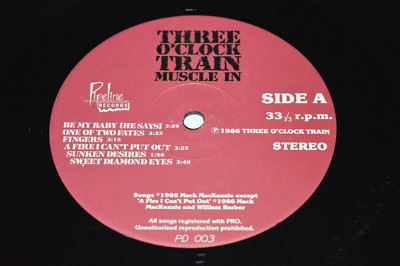 THREE
O'CLOCK
TRAIN
MUSCLE IN
Pipeline
RECORDS
SIDE A
33 1/3 r.p.m.
BE MY BABY (HE SAYS) 3:29
ONE OF TWO FATES 3:33
FINGERS 3:15
A FIRE I CAN'T PUT OUT 3:25
SUNKEN DESIRES 1:56
SWEET DIAMOND EYES 3:40
℗ 1986 THREE O'CLOCK TRAIN
STEREO
Songs ©1986 Mack MacKenzie except
"A Fire I Can't Put Out" ©1986 Mack
MacKenzie and William Barber
All songs registered with PRO.
Unauthorized reproduction prohibited.
PD 003